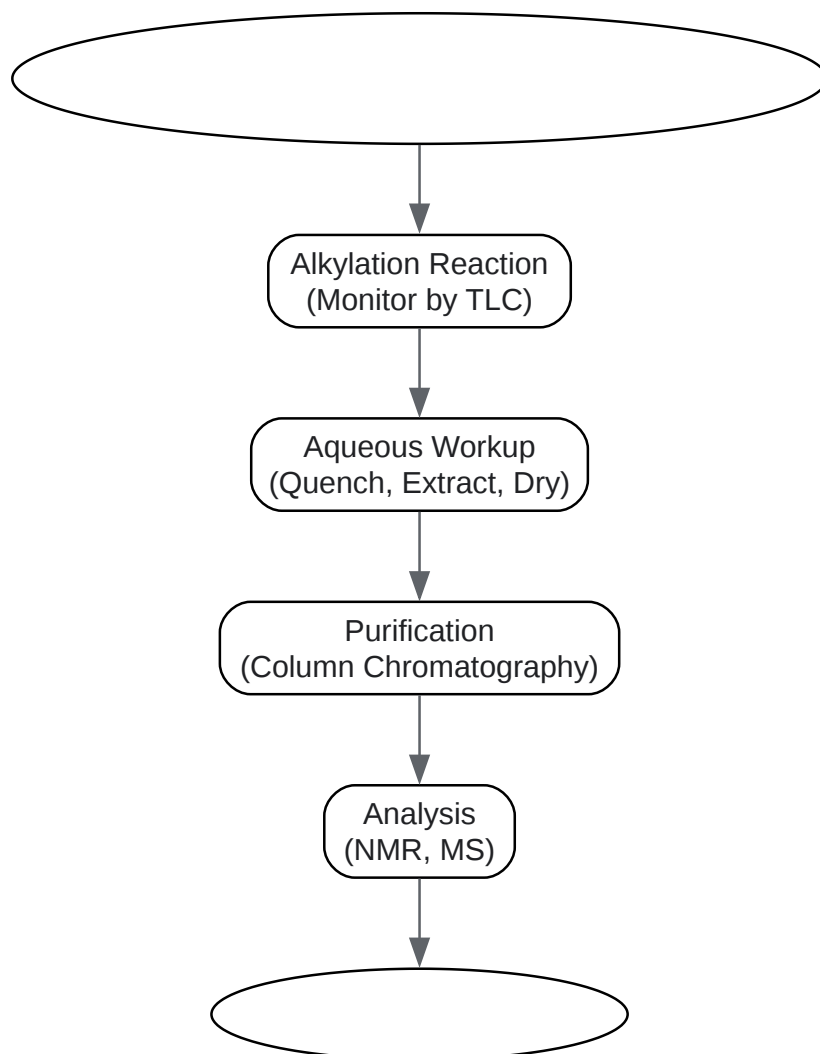 Alkylation Reaction
(Monitor by TLC)
Aqueous Workup
(Quench, Extract, Dry)
Purification
(Column Chromatography)
Analysis
(NMR, MS)